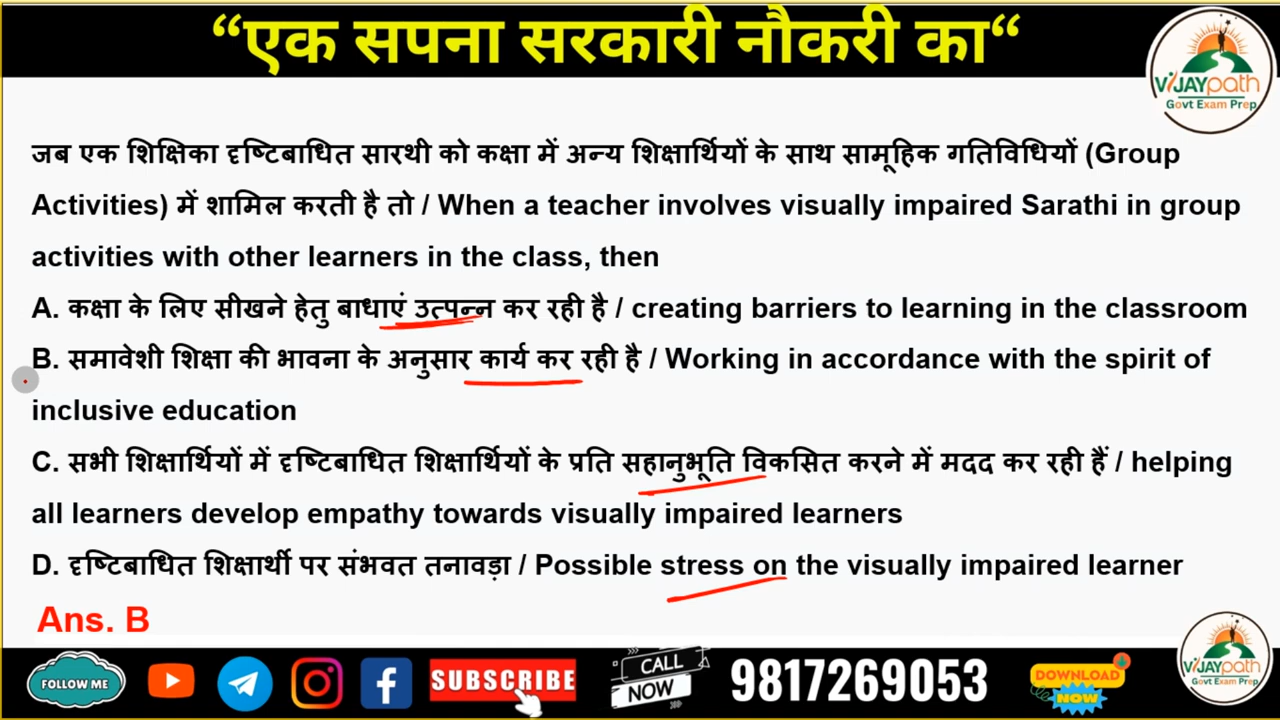 “एक सपना सरकारी नौकरी का“
VIJAYpath
Govt Exam Prep
जब एक शिक्षिका दृष्टिबाधित सारथी को कक्षा में अन्य शिक्षार्थियों के साथ सामूहिक गतिविधियों (Group
Activities) में शामिल करती है तो / When a teacher involves visually impaired Sarathi in group
activities with other learners in the class, then
A. कक्षा के लिए सीखने हेतु बाधाएं उत्पन्न कर रही है / creating barriers to learning in the classroom
B. समावेशी शिक्षा की भावना के अनुसार कार्य कर रही है / Working in accordance with the spirit of
inclusive education
C. सभी शिक्षार्थियों में दृष्टिबाधित शिक्षार्थियों के प्रति सहानुभूति विकसित करने में मदद कर रही हैं / helping
all learners develop empathy towards visually impaired learners
D. दृष्टिबाधित शिक्षार्थी पर संभवत तनावड़ा / Possible stress on the visually impaired learner
Ans. B
FOLLOW ME
SUBSCRIBE
CALL
NOW
9817269053
DOWNLOAD
NOW
VIJAYpath
Govt Exam Prep